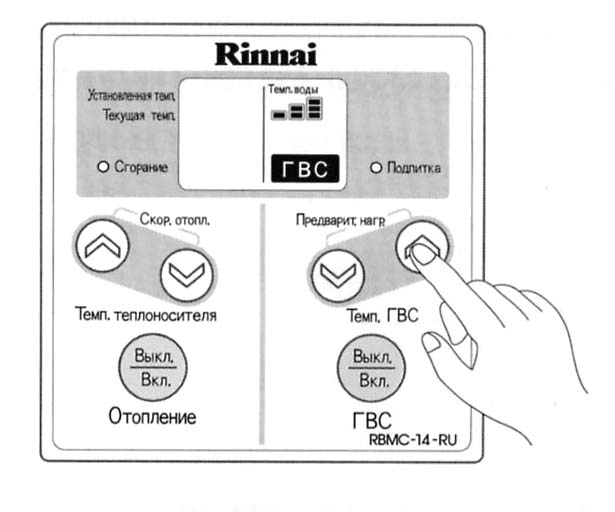 Rinnai
Установленная темп.
Темп. воды
Текущая темп.
Сгорание
ГВС
Подпитка
Скор. отопл.
Предварит. нагр.
Темп. теплоносителя
Темп. ГВС
Выкл.
Вкл.
Выкл.
Вкл.
Отопление
ГВС
RBMC-14-RU